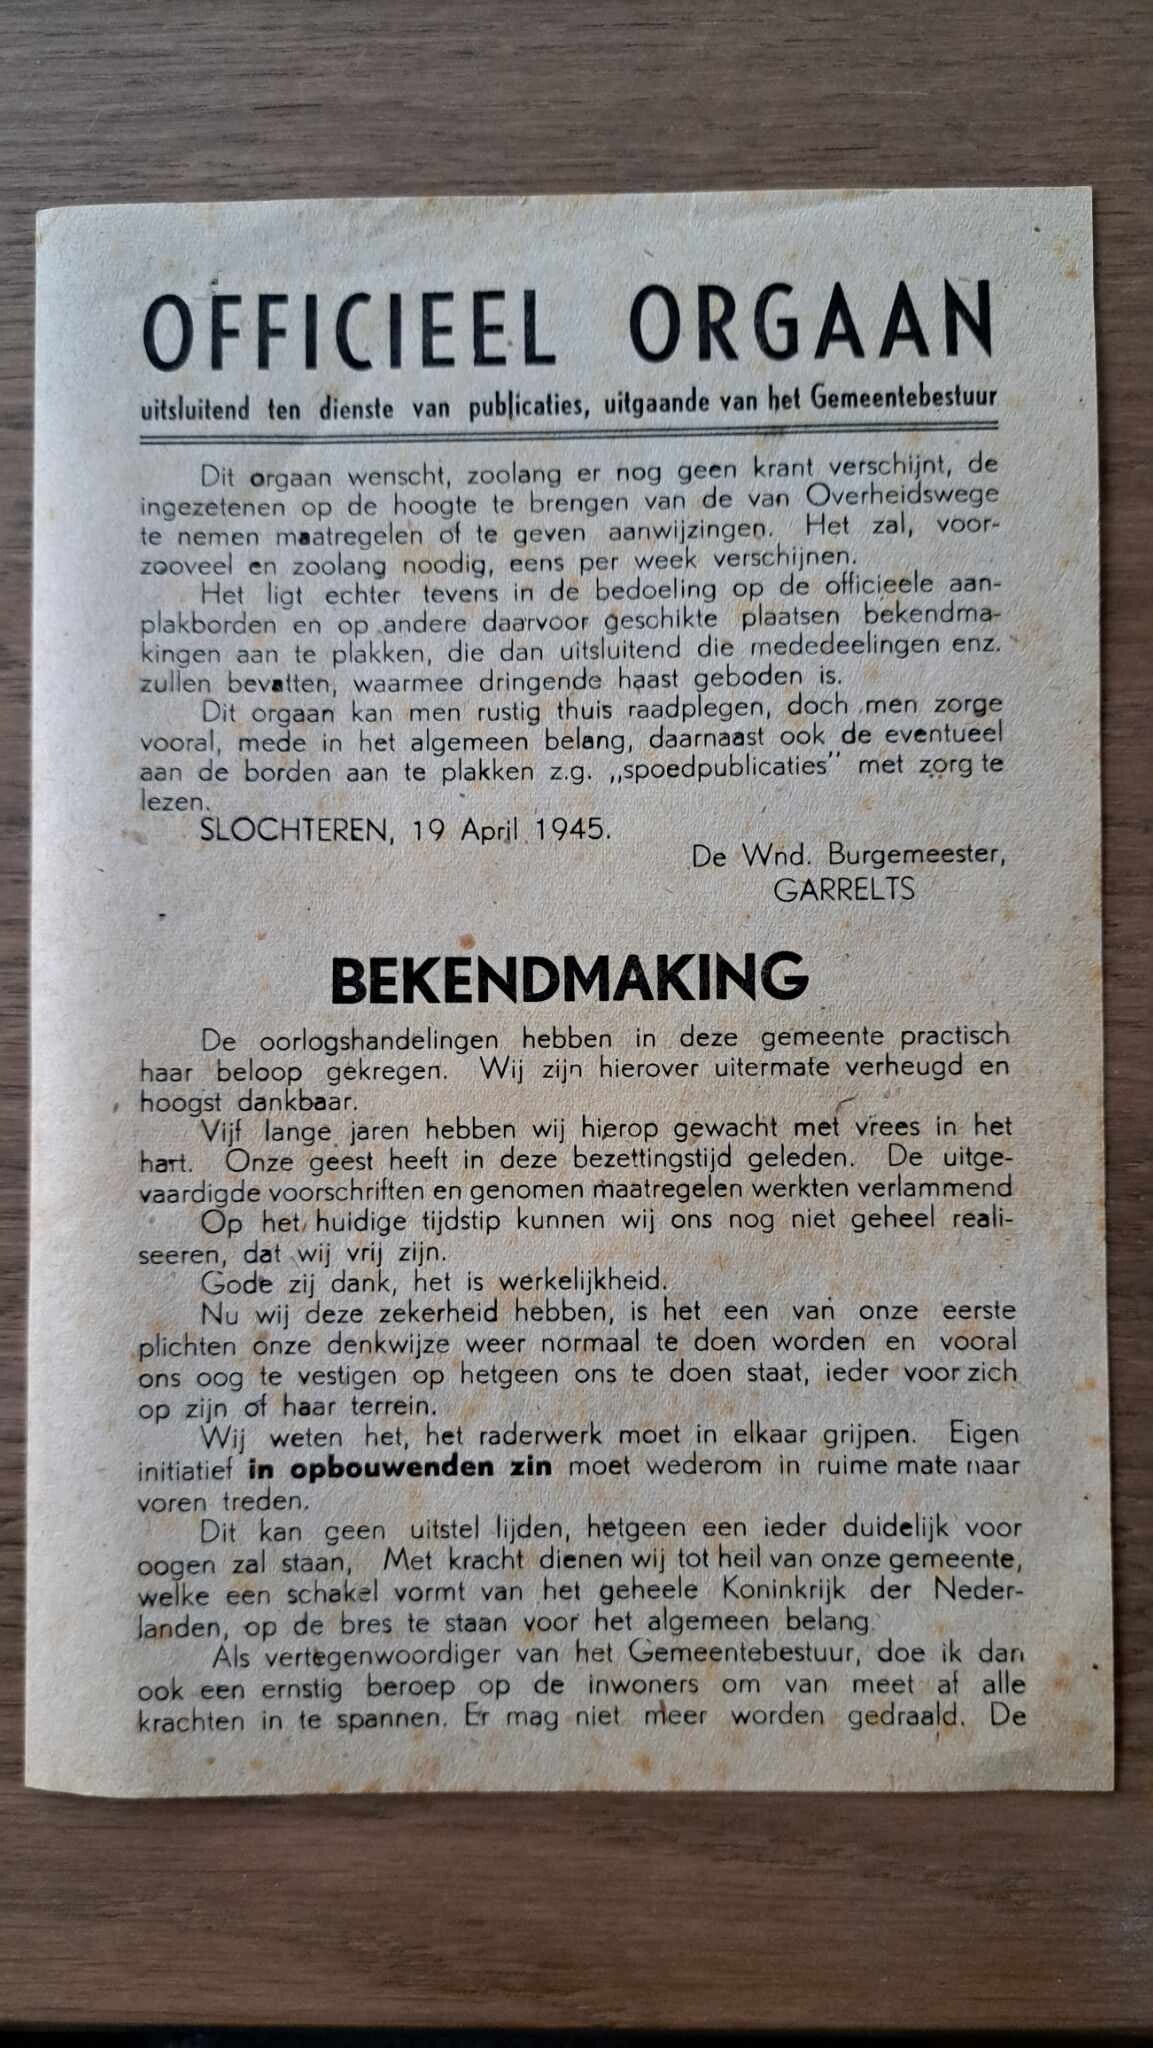 OFFICIEEL ORGAAN
uitsluitend ten dienste van publicaties, uitgaande van het Gemeentebestuur
Dit orgaan wenscht, zoolang er nog geen krant verschijnt, de
ingezetenen op de hoogte te brengen van de van Overheidswege
te nemen maatregelen of te geven aanwijzingen. Het zal, voor-
zooveel en zoolang noodig, eens per week verschijnen.
Het ligt echter tevens in de bedoeling op de officieele aan-
plakborden en op andere daarvoor geschikte plaatsen bekendma-
kingen aan te plakken, die dan uitsluitend die mededeelingen enz.
zullen bevatten, waarmee dringende haast geboden is.
Dit orgaan kan men rustig thuis raadplegen, doch men zorge
vooral, mede in het algemeen belang, daarnaast ook de eventueel
aan de borden aan te plakken z.g. „spoedpublicaties” met zorg te
lezen.
SLOCHTEREN, 19 April 1945.
De Wnd. Burgemeester,
GARRELTS
BEKENDMAKING
De oorlogshandelingen hebben in deze gemeente practisch
haar beloop gekregen. Wij zijn hierover uitermate verheugd en
hoogst dankbaar.
Vijf lange jaren hebben wij hierop gewacht met vrees in het
hart. Onze geest heeft in deze bezettingstijd geleden. De uitge-
vaardigde voorschriften en genomen maatregelen werkten verlammend
Op het huidige tijdstip kunnen wij ons nog niet geheel reali-
seeren, dat wij vrij zijn.
Gode zij dank, het is werkelijkheid.
Nu wij deze zekerheid hebben, is het een van onze eerste
plichten onze denkwijze weer normaal te doen worden en vooral
ons oog te vestigen op hetgeen ons te doen staat, ieder voor zich
op zijn of haar terrein.
Wij weten het, het raderwerk moet in elkaar grijpen. Eigen
initiatief in opbouwenden zin moet wederom in ruime mate naar
voren treden.
Dit kan geen uitstel lijden, hetgeen een ieder duidelijk voor
oogen zal staan, Met kracht dienen wij tot heil van onze gemeente,
welke een schakel vormt van het geheele Koninkrijk der Neder-
landen, op de bres te staan voor het algemeen belang.
Als vertegenwoordiger van het Gemeentebestuur, doe ik dan
ook een ernstig beroep op de inwoners om van meet af alle
krachten in te spannen. Er mag niet meer worden gedraald. De